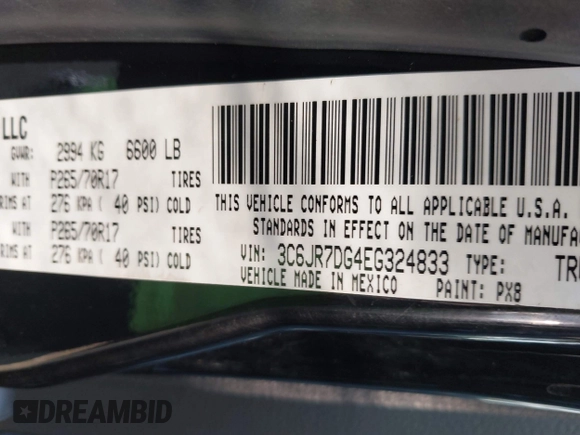 LLC
GVWR: 2994 KG 6600 LB
WITH P265/70R17 TIRES
RIMS AT 276 KPA ( 40 PSI) COLD
WITH P265/70R17 TIRES
RIMS AT 276 KPA ( 40 PSI) COLD
THIS VEHICLE CONFORMS TO ALL APPLICABLE U.S.A.
STANDARDS IN EFFECT ON THE DATE OF MANUFA
VIN: 3C6JR7DG4EG324833 TYPE: TRU
VEHICLE MADE IN MEXICO PAINT: PX8
DREAMBID